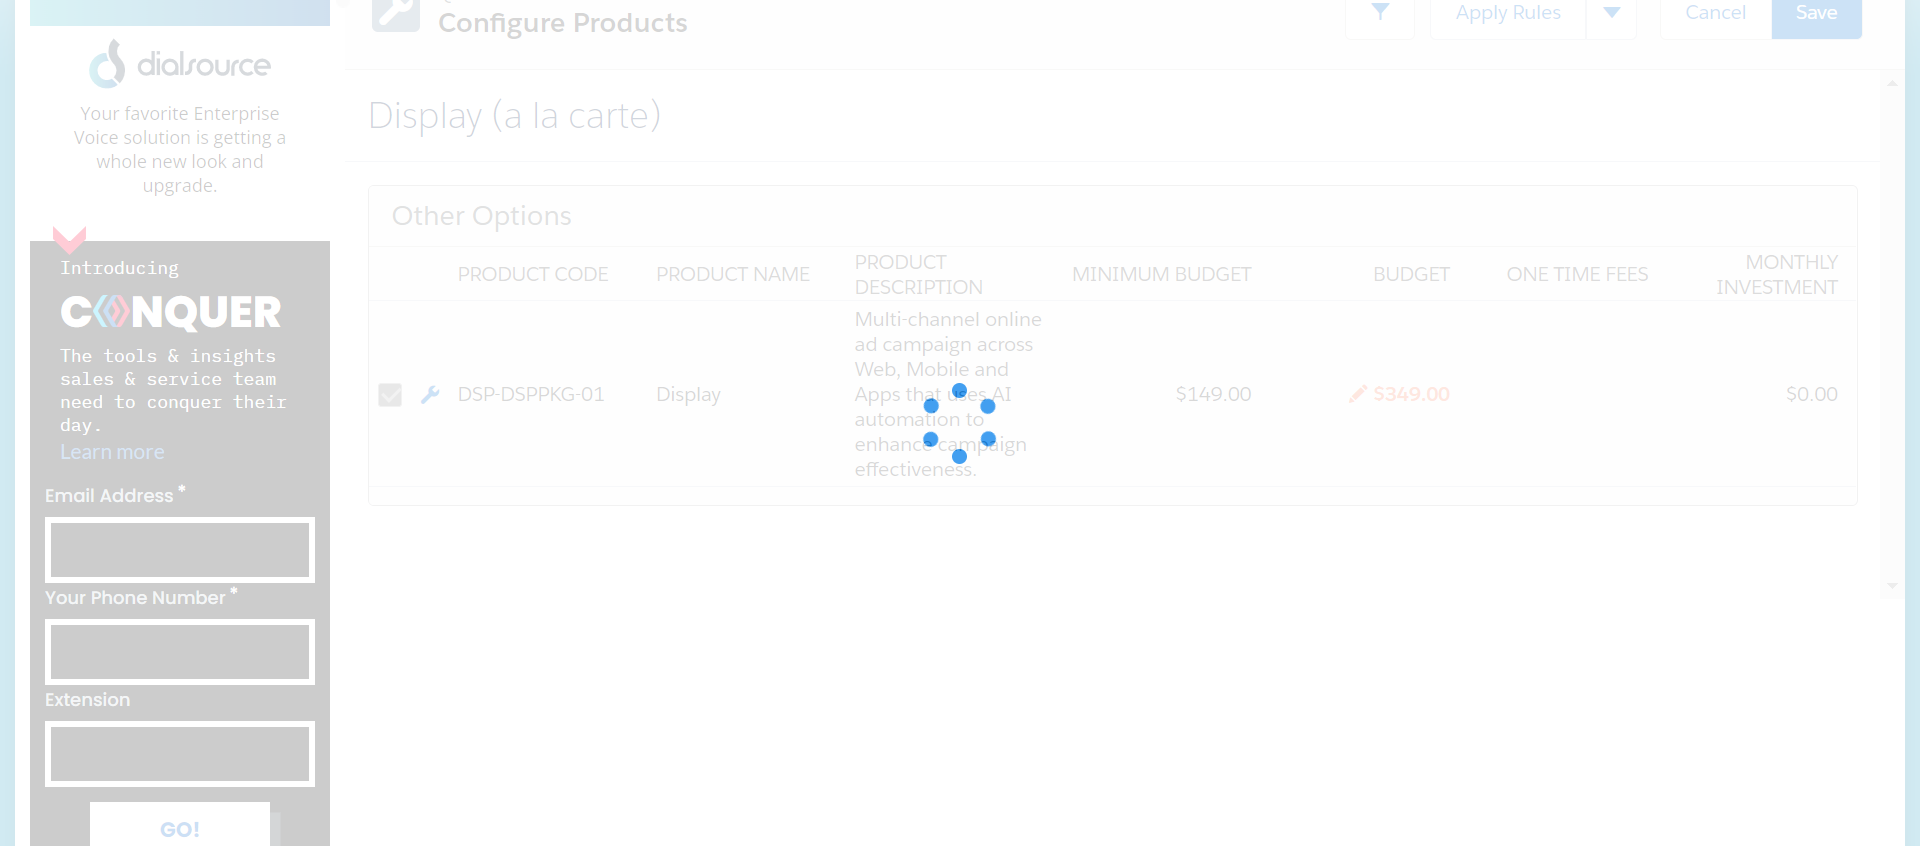 dialsource
Your favorite Enterprise
Voice solution is getting a
whole new look and
upgrade.
Introducing
CONQUER
The tools & insights
sales & service team
need to conquer their
day.
Learn more
Email Address *
Your Phone Number *
Extension
GO!
Configure Products
Apply Rules
Cancel
Save
Display (a la carte)
Other Options
PRODUCT CODE
PRODUCT NAME
PRODUCT
DESCRIPTION
MINIMUM BUDGET
BUDGET
ONE TIME FEES
MONTHLY
INVESTMENT
DSP-DSPPKG-01
Display
Multi-channel online
ad campaign across
Web, Mobile and
Apps that uses AI
automation to
enhance campaign
effectiveness.
$149.00
$349.00
$0.00